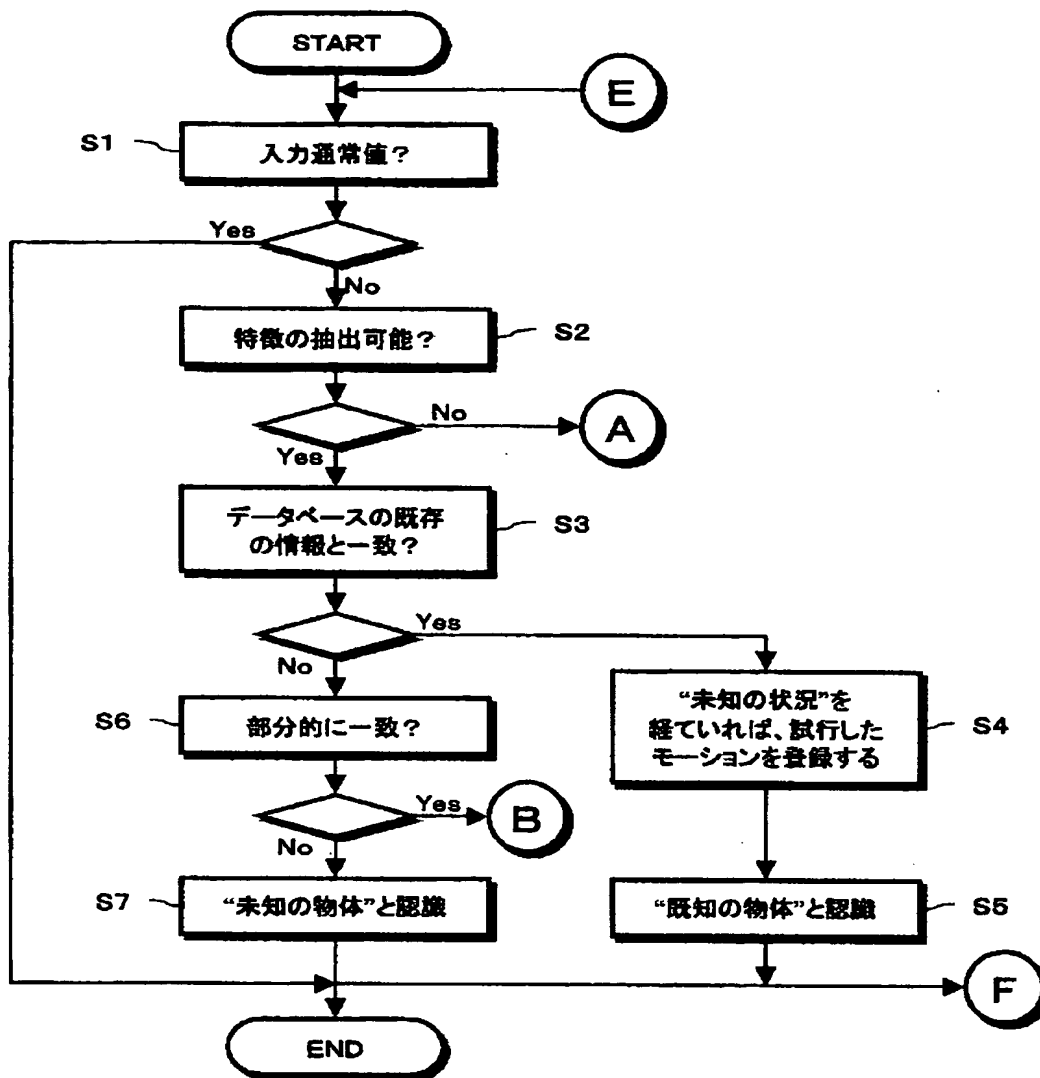 START
E
S1
入力通常値?
Yes
No
特徴の抽出可能?
S2
No
A
Yes
データベースの既存
の情報と一致?
S3
Yes
No
S6
部分的に一致?
“未知の状況”を
経ていれば、試行した
モーションを登録する
S4
Yes
B
No
S7
“未知の物体”と認識
“既知の物体”と認識
S5
F
END